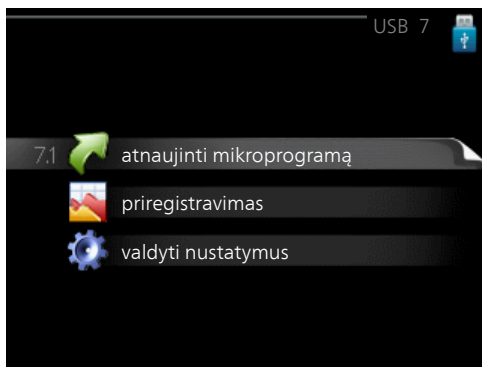 USB 7
7.1 atnaujinti mikroprogramą
priregistravimas
valdyti nustatymus